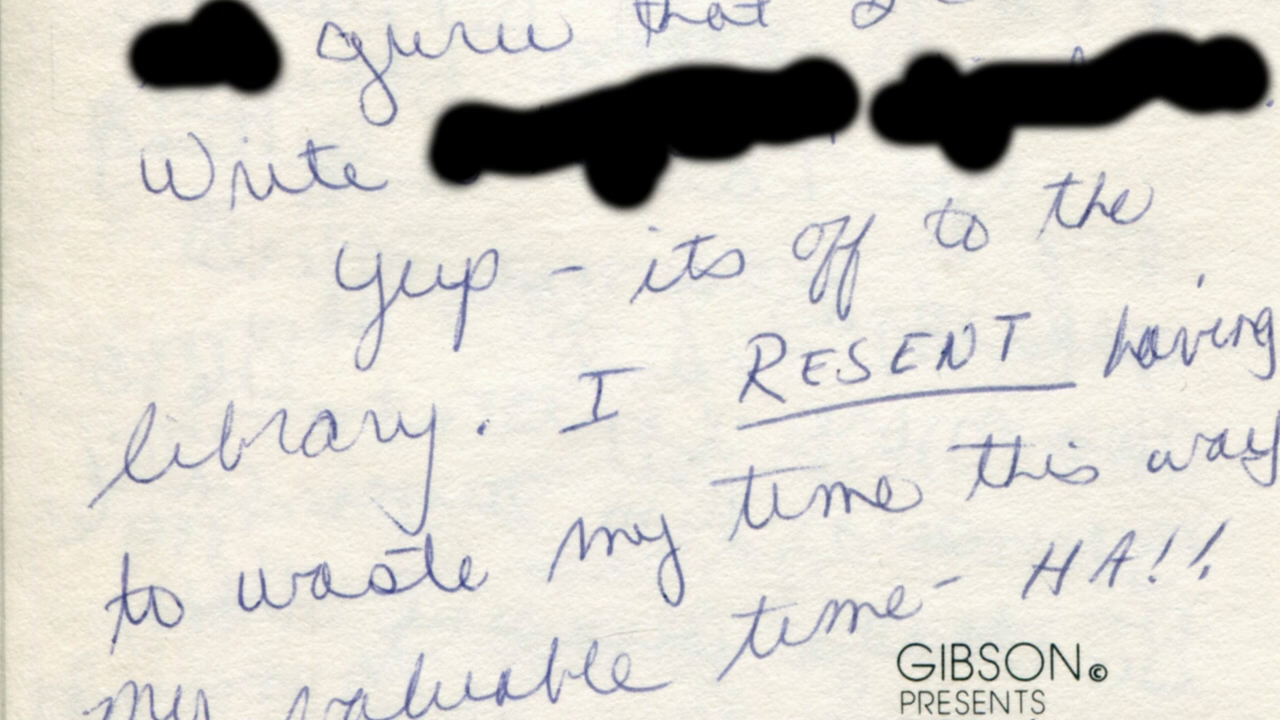 guru that
Write
Yup - its off to the
library. I RESENT having
to waste my time this way
my valuable time - HA!!
GIBSON©
PRESENTS